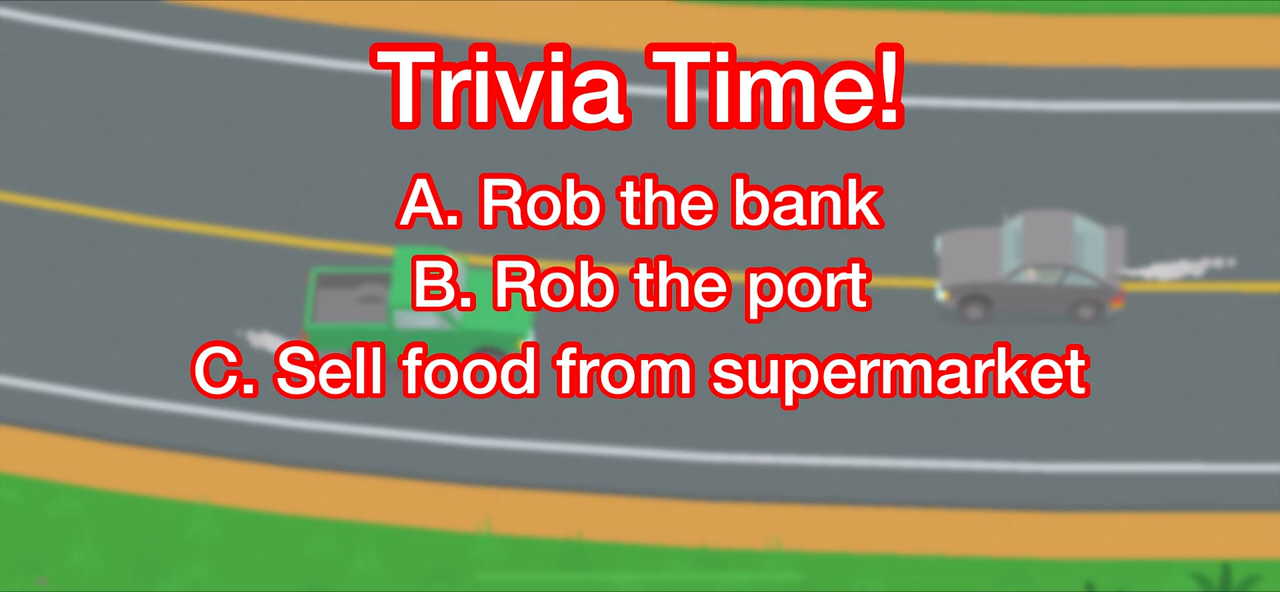 Trivia Time!
A. Rob the bank
B. Rob the port
C. Sell food from supermarket